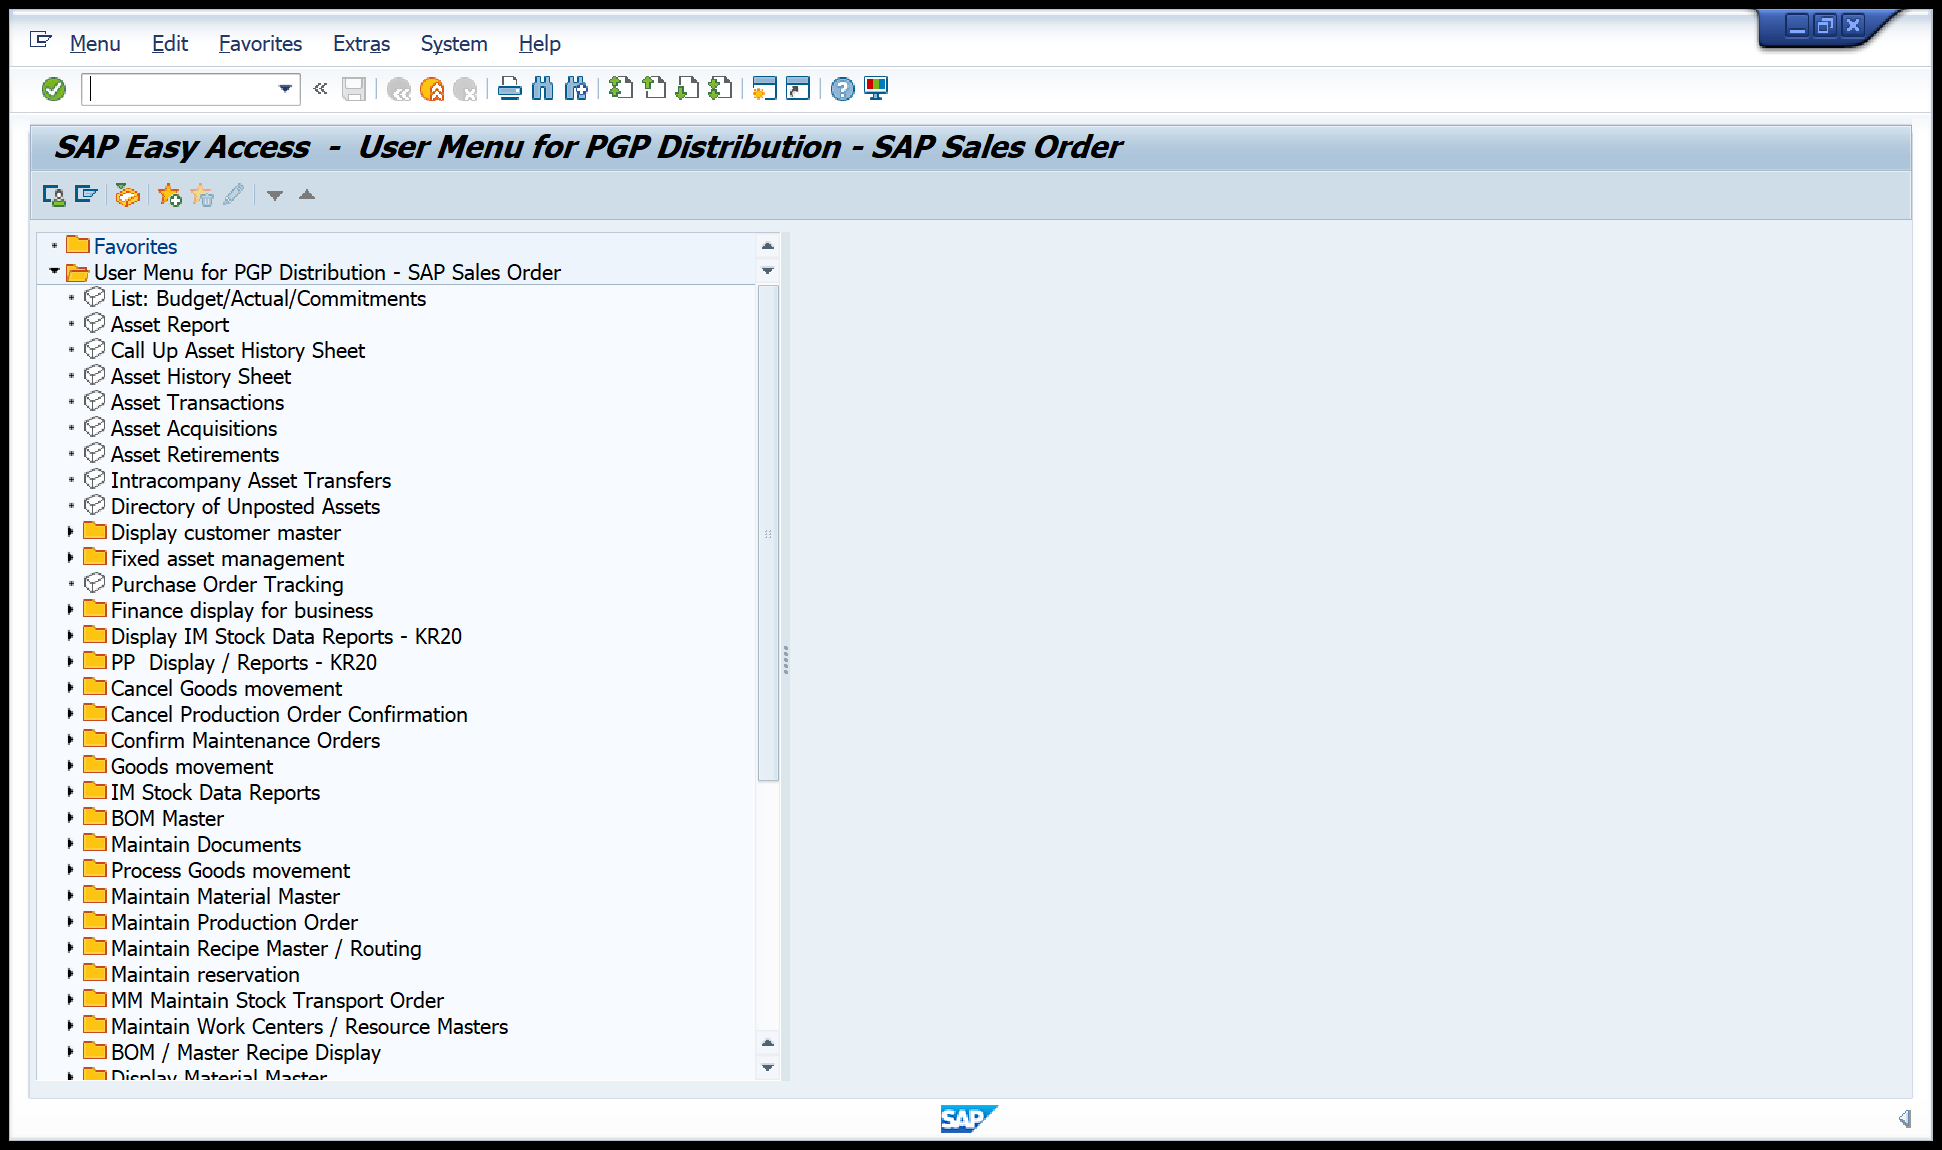 Menu Edit Favorites Extras System Help
SAP Easy Access - User Menu for PGP Distribution - SAP Sales Order
Favorites
User Menu for PGP Distribution - SAP Sales Order
List: Budget/Actual/Commitments
Asset Report
Call Up Asset History Sheet
Asset History Sheet
Asset Transactions
Asset Acquisitions
Asset Retirements
Intracompany Asset Transfers
Directory of Unposted Assets
Display customer master
Fixed asset management
Purchase Order Tracking
Finance display for business
Display IM Stock Data Reports - KR20
PP  Display / Reports - KR20
Cancel Goods movement
Cancel Production Order Confirmation
Confirm Maintenance Orders
Goods movement
IM Stock Data Reports
BOM Master
Maintain Documents
Process Goods movement
Maintain Material Master
Maintain Production Order
Maintain Recipe Master / Routing
Maintain reservation
MM Maintain Stock Transport Order
Maintain Work Centers / Resource Masters
BOM / Master Recipe Display
Display Material Master
SAP